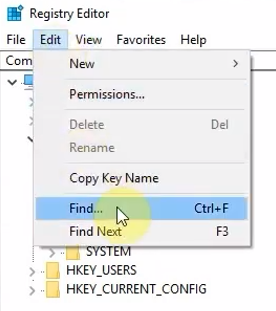 Registry Editor
File Edit View Favorites Help
Com
New
Permissions...
Delete Del
Rename
Copy Key Name
Find... Ctrl+F
Find Next F3
SYSTEM
HKEY_USERS
HKEY_CURRENT_CONFIG